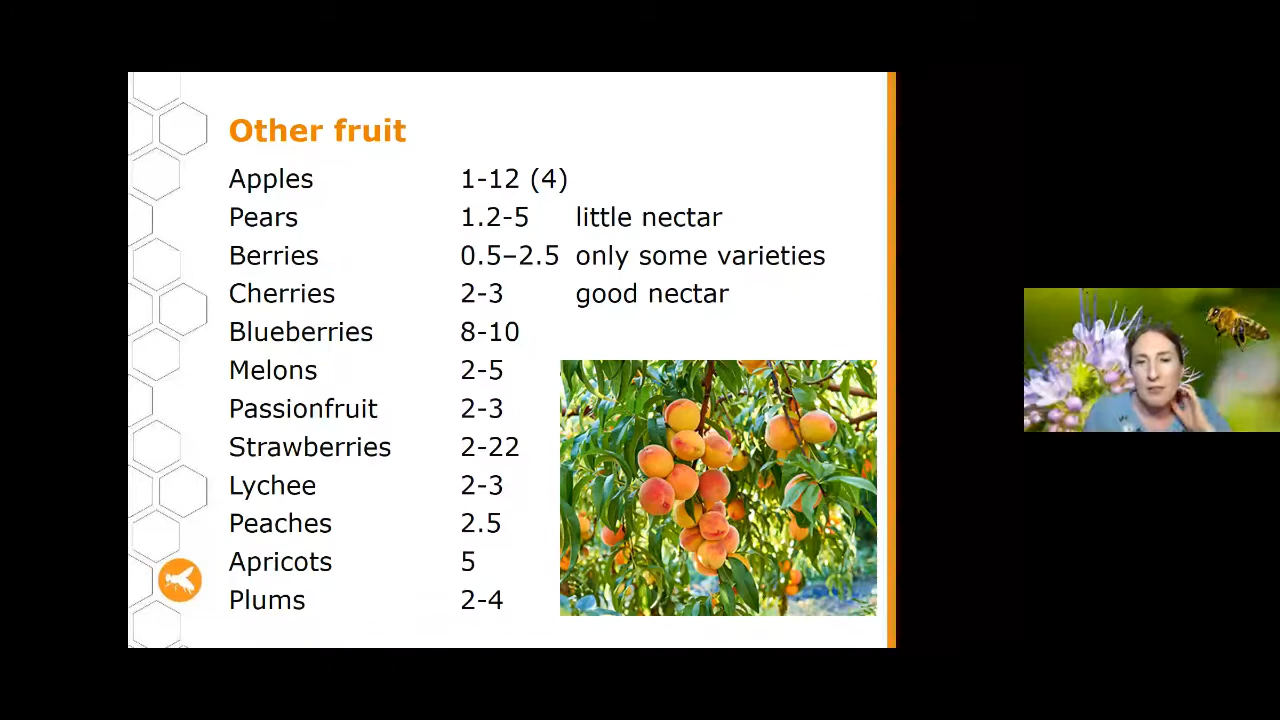 Other fruit
Apples 1-12 (4)
Pears 1.2-5 little nectar
Berries 0.5–2.5 only some varieties
Cherries 2-3 good nectar
Blueberries 8-10
Melons 2-5
Passionfruit 2-3
Strawberries 2-22
Lychee 2-3
Peaches 2.5
Apricots 5
Plums 2-4